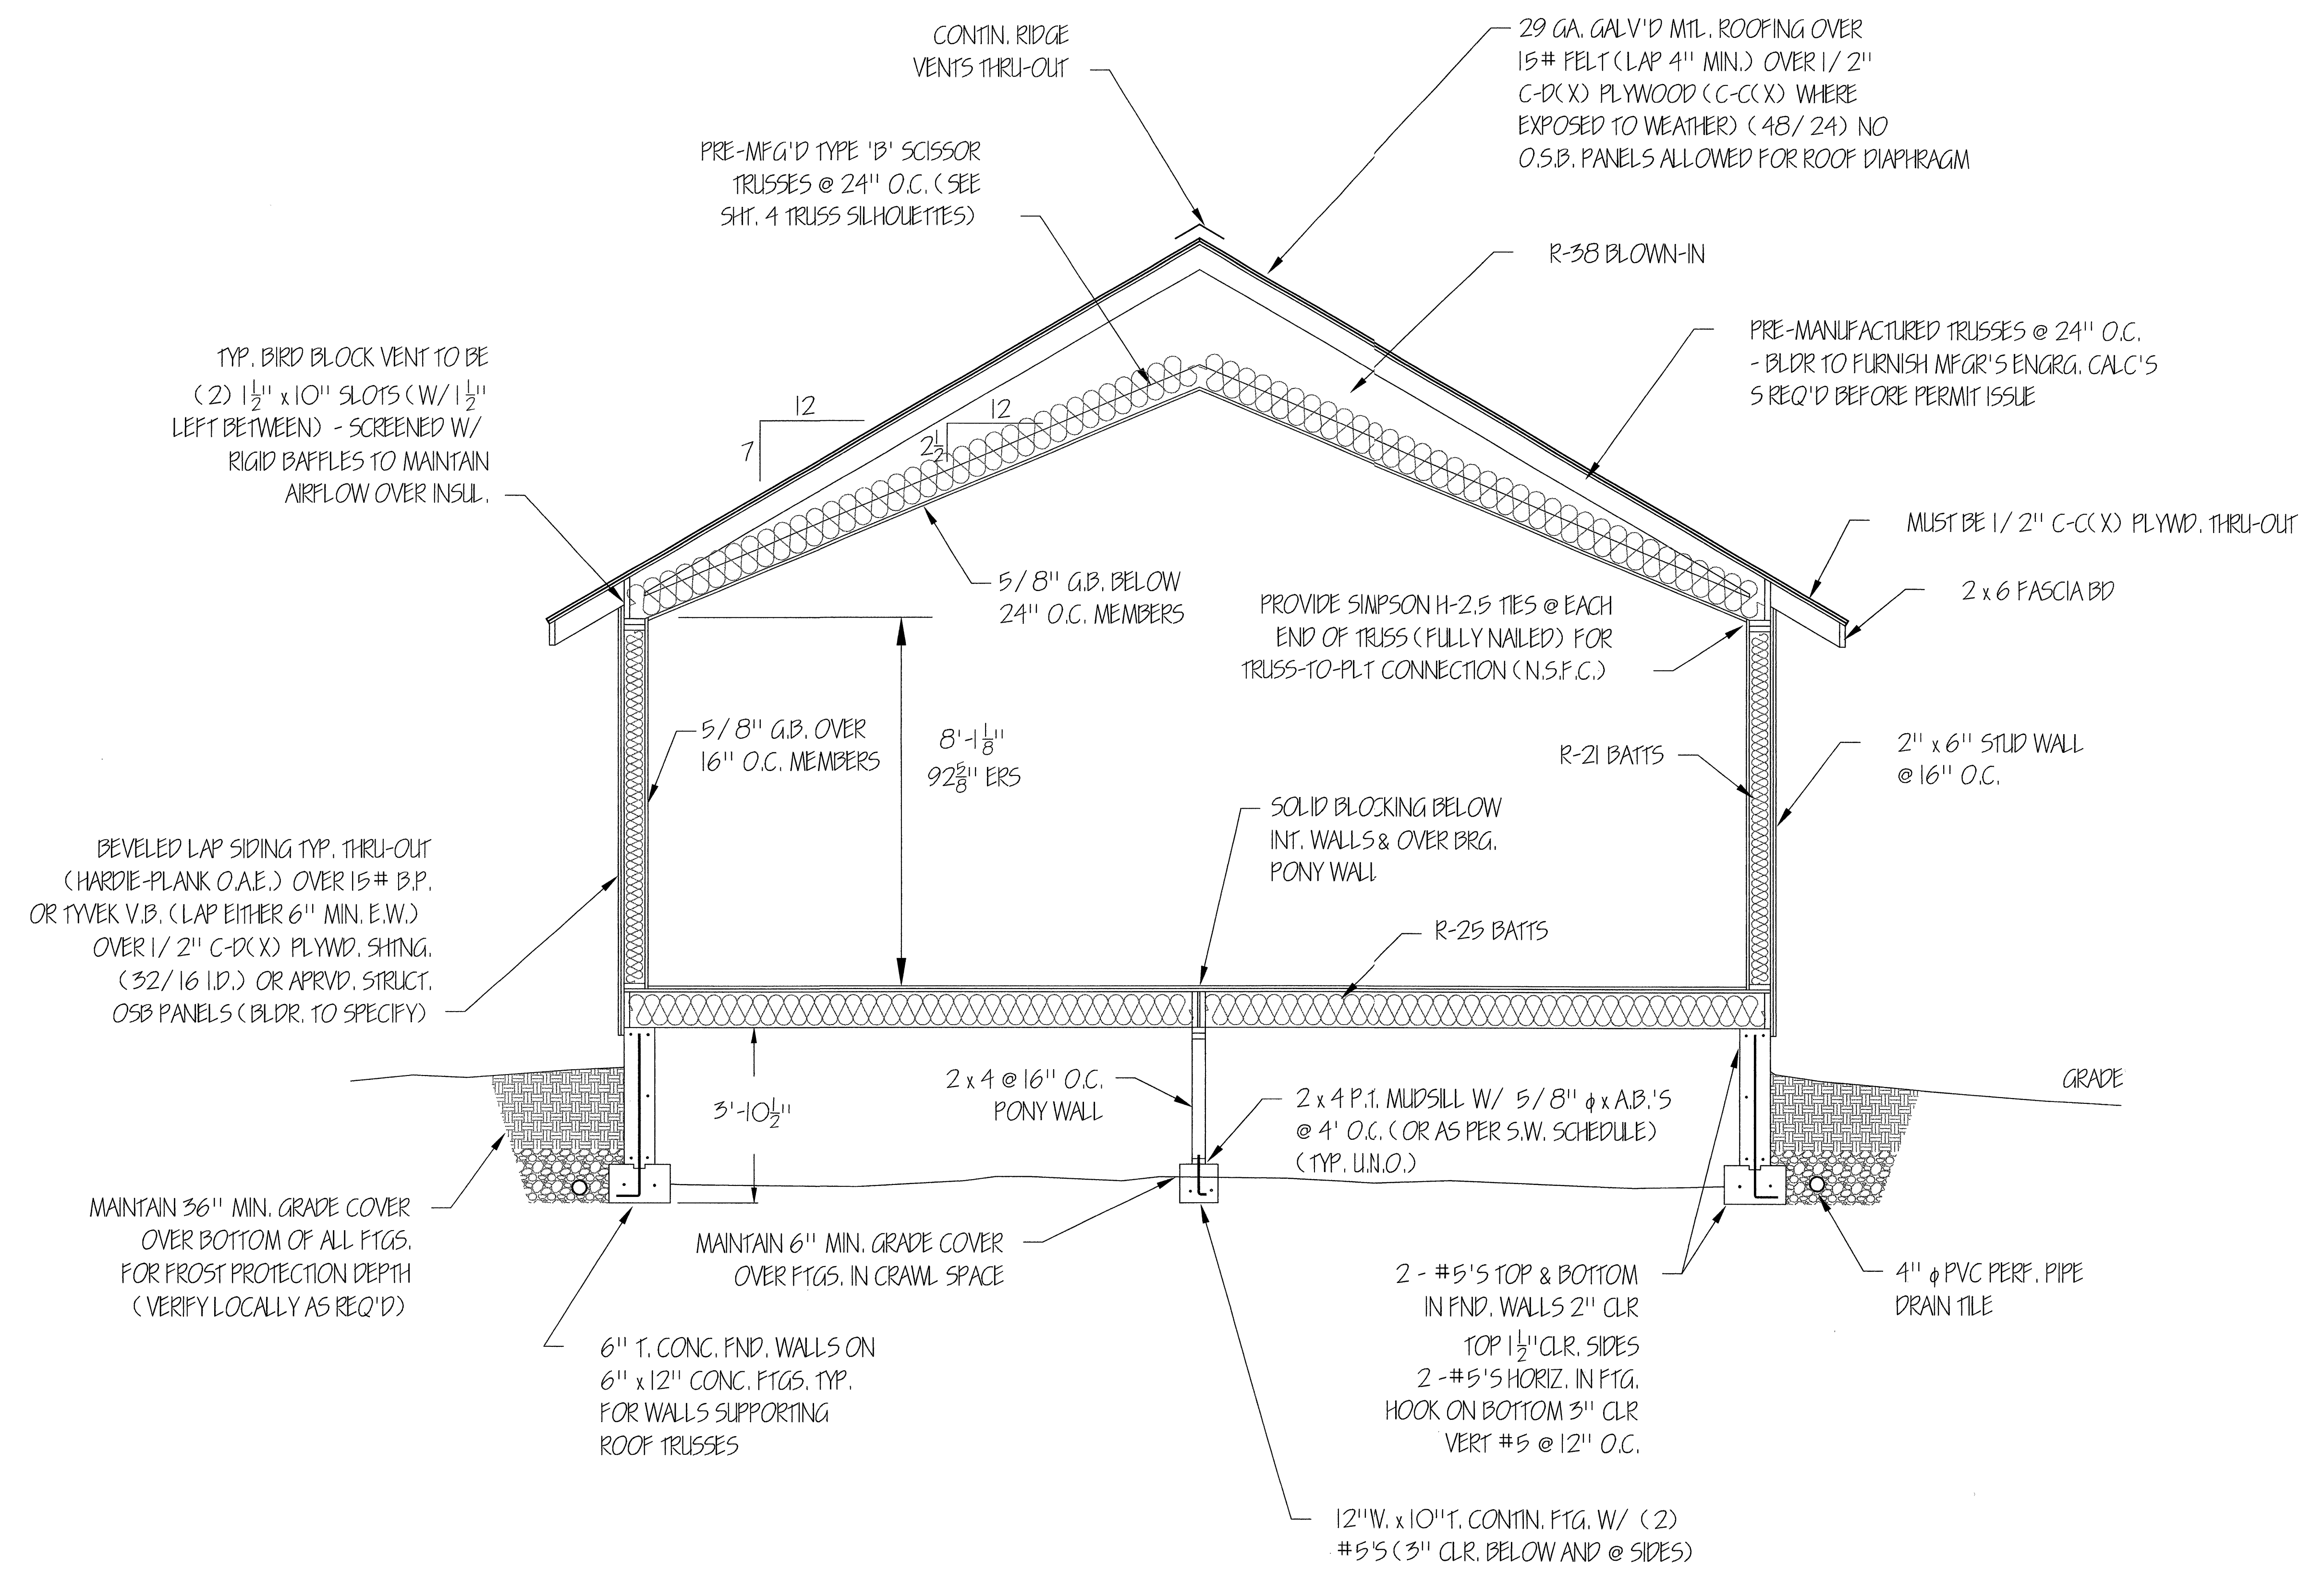 CONTIN. RIDGE
VENTS THRU-OUT
29 GA. GALV'D MTL. ROOFING OVER
15# FELT (LAP 4" MIN.) OVER 1/2"
C-D(X) PLYWOOD (C-C(X) WHERE
EXPOSED TO WEATHER) (48/24) NO
O.S.B. PANELS ALLOWED FOR ROOF DIAPHRAGM
PRE-MFG'D TYPE 'B' SCISSOR
TRUSSES @ 24" O.C. (SEE
SHT. 4 TRUSS SILHOUETTES)
R-38 BLOWN-IN
PRE-MANUFACTURED TRUSSES @ 24" O.C.
- BLDR TO FURNISH MFGR'S ENGRG. CALC'S
S REQ'D BEFORE PERMIT ISSUE
TYP. BIRD BLOCK VENT TO BE
(2) 1 1/2" x 10" SLOTS (W/ 1 1/2"
LEFT BETWEEN) - SCREENED W/
RIGID BAFFLES TO MAINTAIN
AIRFLOW OVER INSUL.
12
7
12
2 1/2
MUST BE 1/2" C-C(X) PLYWD. THRU-OUT
2 x 6 FASCIA BD
5/8" G.B. BELOW
24" O.C. MEMBERS
PROVIDE SIMPSON H-2.5 TIES @ EACH
END OF TRUSS (FULLY NAILED) FOR
TRUSS-TO-PLT CONNECTION (N.S.F.C.)
5/8" G.B. OVER
16" O.C. MEMBERS
8'-1 1/8"
92 5/8" ERS
R-21 BATTS
2" x 6" STUD WALL
@ 16" O.C.
SOLID BLOCKING BELOW
INT. WALLS & OVER BRG.
PONY WALL
BEVELED LAP SIDING TYP. THRU-OUT
(HARDIE-PLANK O.A.E.) OVER 15# B.P.
OR TYVEK V.B. (LAP EITHER 6" MIN. E.W.)
OVER 1/2" C-D(X) PLYWD. SHTNG.
(32/16 I.D.) OR APRVD. STRUCT.
OSB PANELS (BLDR. TO SPECIFY)
R-25 BATTS
GRADE
2 x 4 @ 16" O.C.
PONY WALL
3'-10 1/2"
2 x 4 P.T. MUDSILL W/ 5/8" ϕ x A.B.'S
@ 4' O.C. (OR AS PER S.W. SCHEDULE)
(TYP. U.N.O.)
MAINTAIN 36" MIN. GRADE COVER
OVER BOTTOM OF ALL FTGS.
FOR FROST PROTECTION DEPTH
(VERIFY LOCALLY AS REQ'D)
MAINTAIN 6" MIN. GRADE COVER
OVER FTGS. IN CRAWL SPACE
2 - #5'S TOP & BOTTOM
IN FND. WALLS 2" CLR
TOP 1 1/2" CLR. SIDES
2 -#5'S HORIZ. IN FTG.
HOOK ON BOTTOM 3" CLR
VERT #5 @ 12" O.C.
4" ϕ PVC PERF. PIPE
DRAIN TILE
6" T. CONC. FND. WALLS ON
6" x 12" CONC. FTGS. TYP.
FOR WALLS SUPPORTING
ROOF TRUSSES
12"W. x 10"T. CONTIN. FTG. W/ (2)
#5'S (3" CLR. BELOW AND @ SIDES)